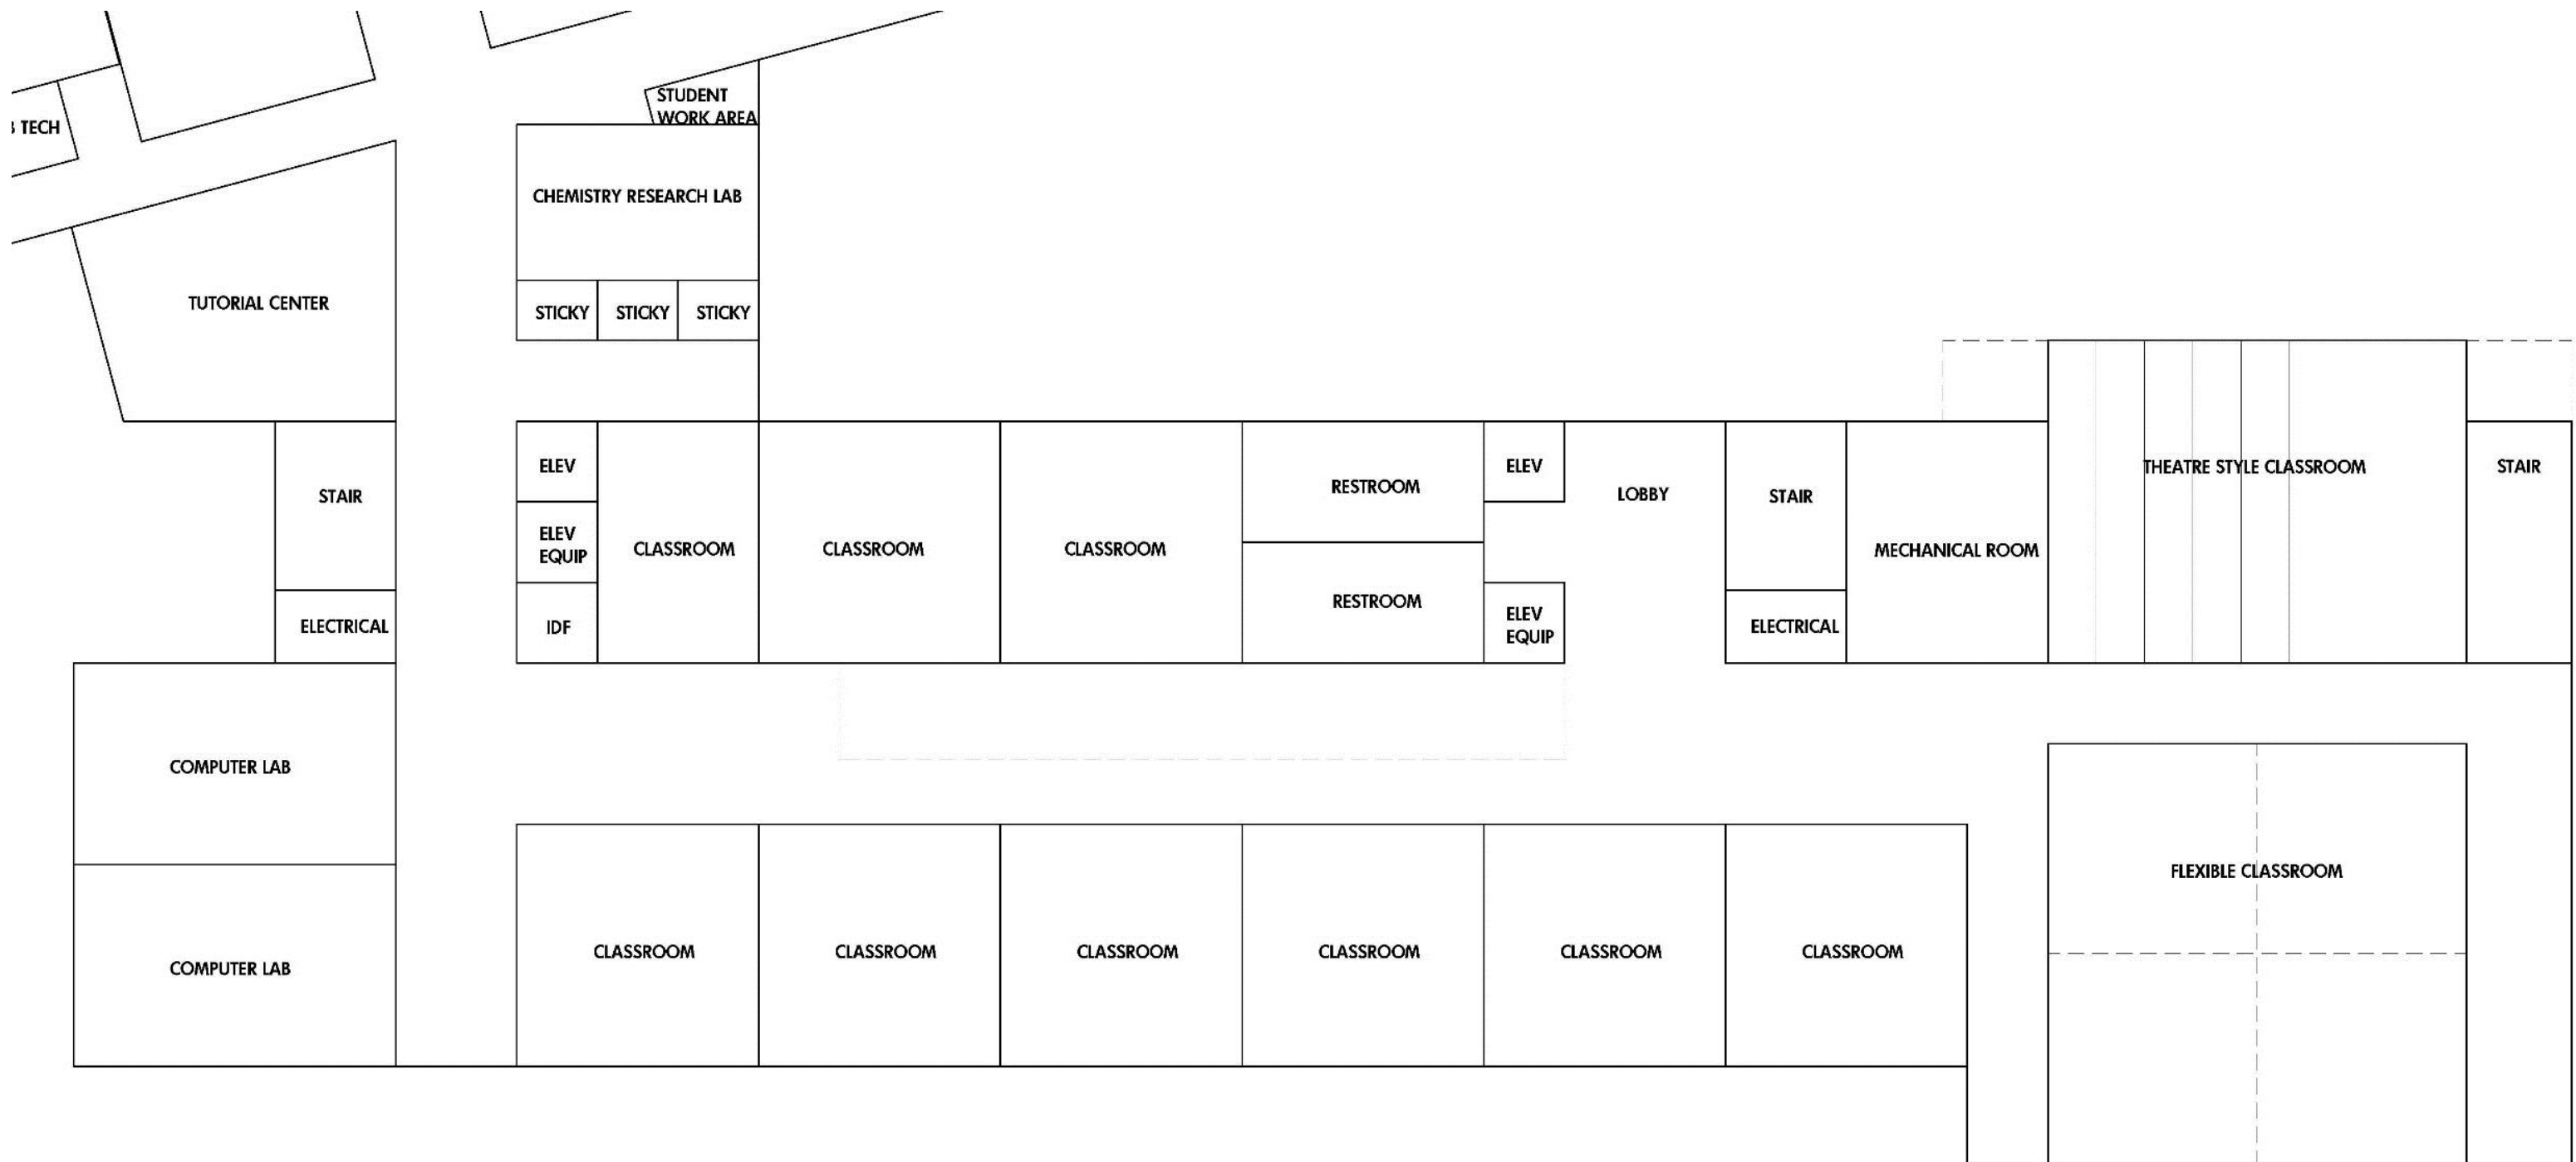 STUDENT
WORK AREA
TECH
CHEMISTRY RESEARCH LAB
TUTORIAL CENTER
STICKY
STICKY
STICKY
ELEV
ELEV
LOBBY
THEATRE STYLE CLASSROOM
STAIR
STAIR
RESTROOM
STAIR
ELEV
EQUIP
CLASSROOM
CLASSROOM
CLASSROOM
MECHANICAL ROOM
RESTROOM
ELECTRICAL
IDF
ELEV
EQUIP
ELECTRICAL
COMPUTER LAB
FLEXIBLE CLASSROOM
COMPUTER LAB
CLASSROOM
CLASSROOM
CLASSROOM
CLASSROOM
CLASSROOM
CLASSROOM